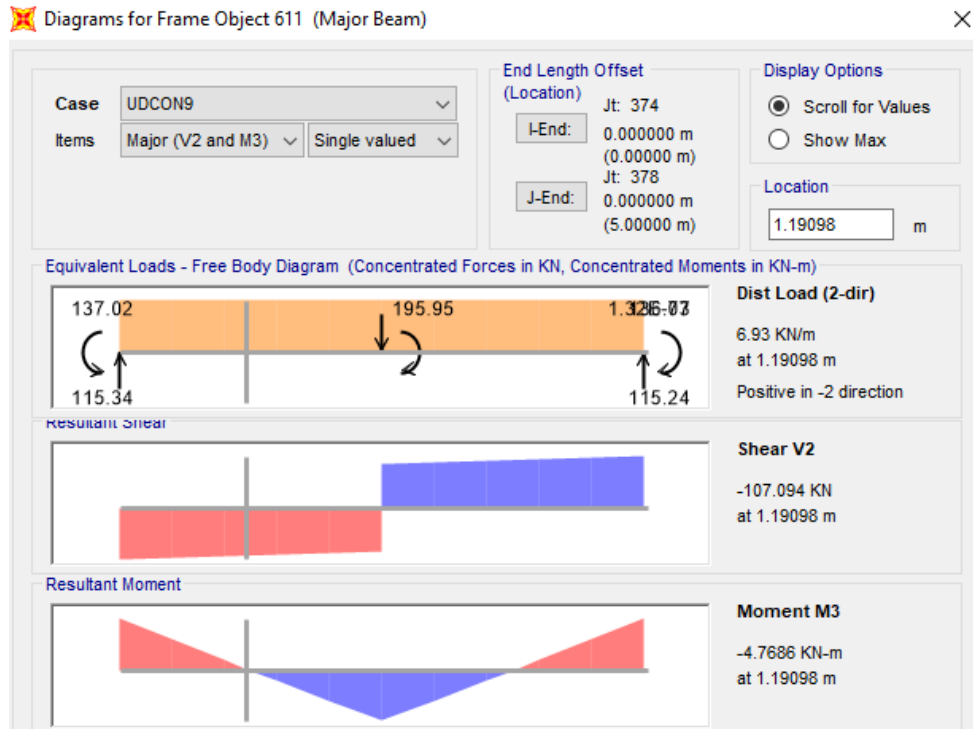 Diagrams for Frame Object 611 (Major Beam)
Case UDCON9
Items Major (V2 and M3) Single valued
End Length Offset
(Location)
Jt: 374
I-End: 0.000000 m
(0.00000 m)
Jt: 378
J-End: 0.000000 m
(5.00000 m)
Display Options
Scroll for Values
Show Max
Location
1.19098 m
Equivalent Loads - Free Body Diagram (Concentrated Forces in KN, Concentrated Moments in KN-m)
137.02 195.95
115.34 115.24
Dist Load (2-dir)
6.93 KN/m
at 1.19098 m
Positive in -2 direction
Resultant Shear
Shear V2
-107.094 KN
at 1.19098 m
Resultant Moment
Moment M3
-4.7686 KN-m
at 1.19098 m